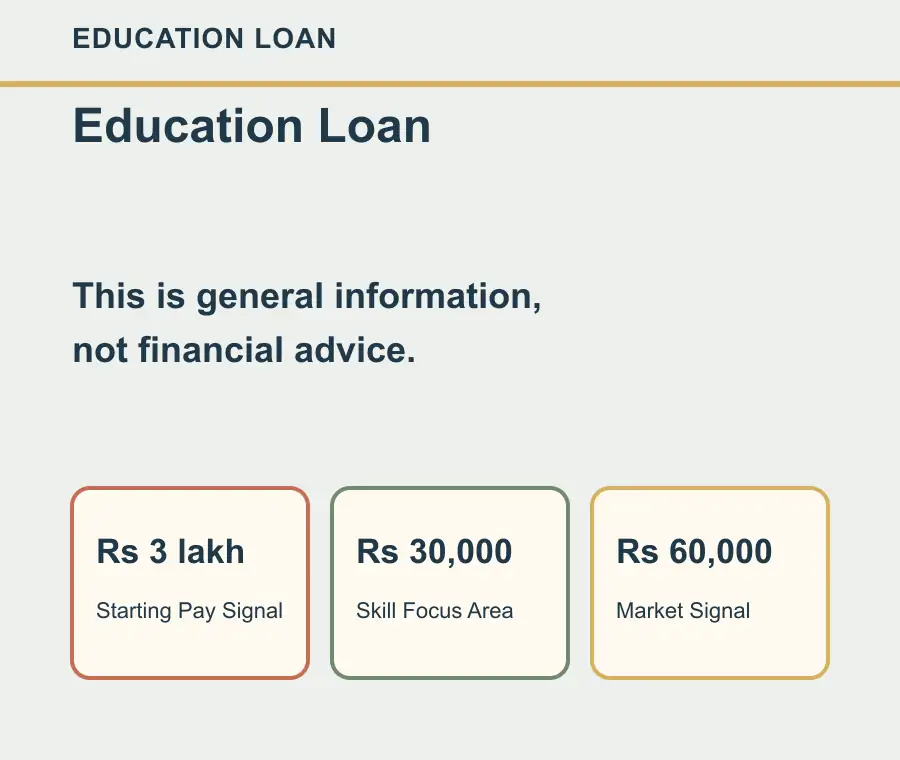 EDUCATION LOAN
Education Loan
This is general information,
not financial advice.
Rs 3 lakh
Starting Pay Signal
Rs 30,000
Skill Focus Area
Rs 60,000
Market Signal